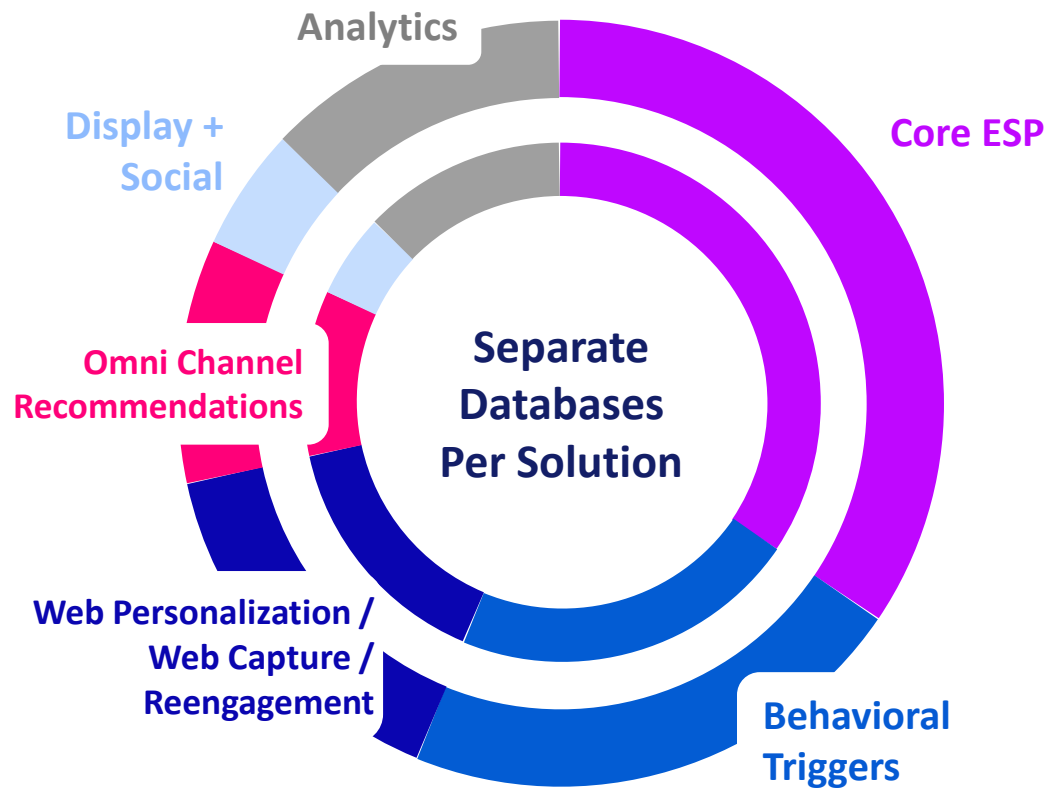 Analytics
Display +
Social
Core ESP
Omni Channel
Recommendations
Separate
Databases
Per Solution
Web Personalization /
Web Capture /
Reengagement
Behavioral
Triggers